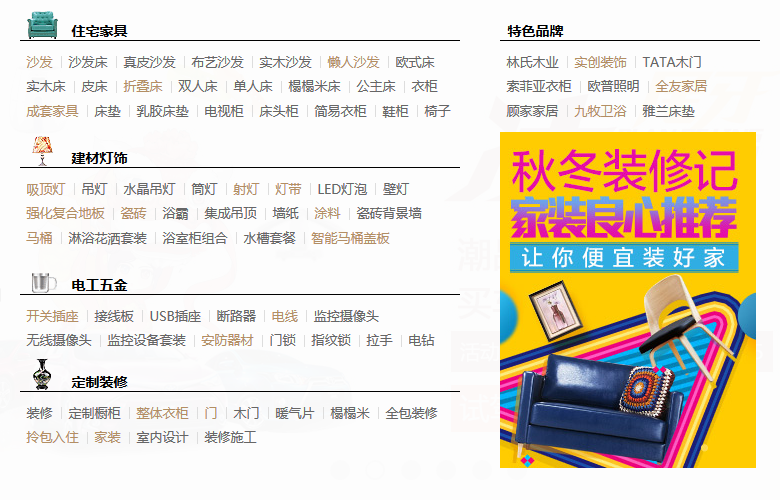 住宅家具
沙发 沙发床 真皮沙发 布艺沙发 实木沙发 懒人沙发 欧式床
实木床 皮床 折叠床 双人床 单人床 榻榻米床 公主床 衣柜
成套家具 床垫 乳胶床垫 电视柜 床头柜 简易衣柜 鞋柜 椅子
建材灯饰
吸顶灯 吊灯 水晶吊灯 筒灯 射灯 灯带 LED灯泡 壁灯
强化复合地板 瓷砖 浴霸 集成吊顶 墙纸 涂料 瓷砖背景墙
马桶 淋浴花洒套装 浴室柜组合 水槽套餐 智能马桶盖板
电工五金
开关插座 接线板 USB插座 断路器 电线 监控摄像头
无线摄像头 监控设备套装 安防器材 门锁 指纹锁 拉手 电钻
定制装修
装修 定制橱柜 整体衣柜 门 木门 暖气片 榻榻米 全包装修
拎包入住 家装 室内设计 装修施工
特色品牌
林氏木业 实创装饰 TATA木门
索菲亚衣柜 欧普照明 全友家居
顾家家居 九牧卫浴 雅兰床垫
秋冬装修记
家装良心推荐
让你便宜装好家